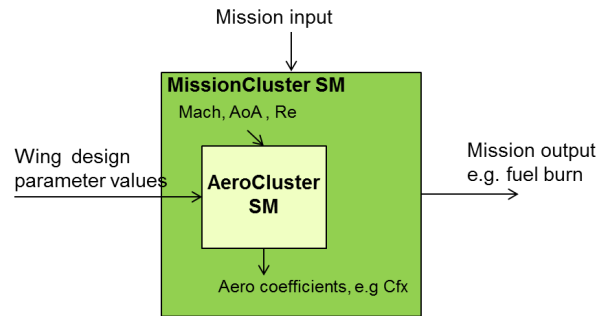 Mission input
MissionCluster SM
Mach, AoA , Re
Wing design
parameter values
AeroCluster
SM
Mission output
e.g. fuel burn
Aero coefficients, e.g Cfx